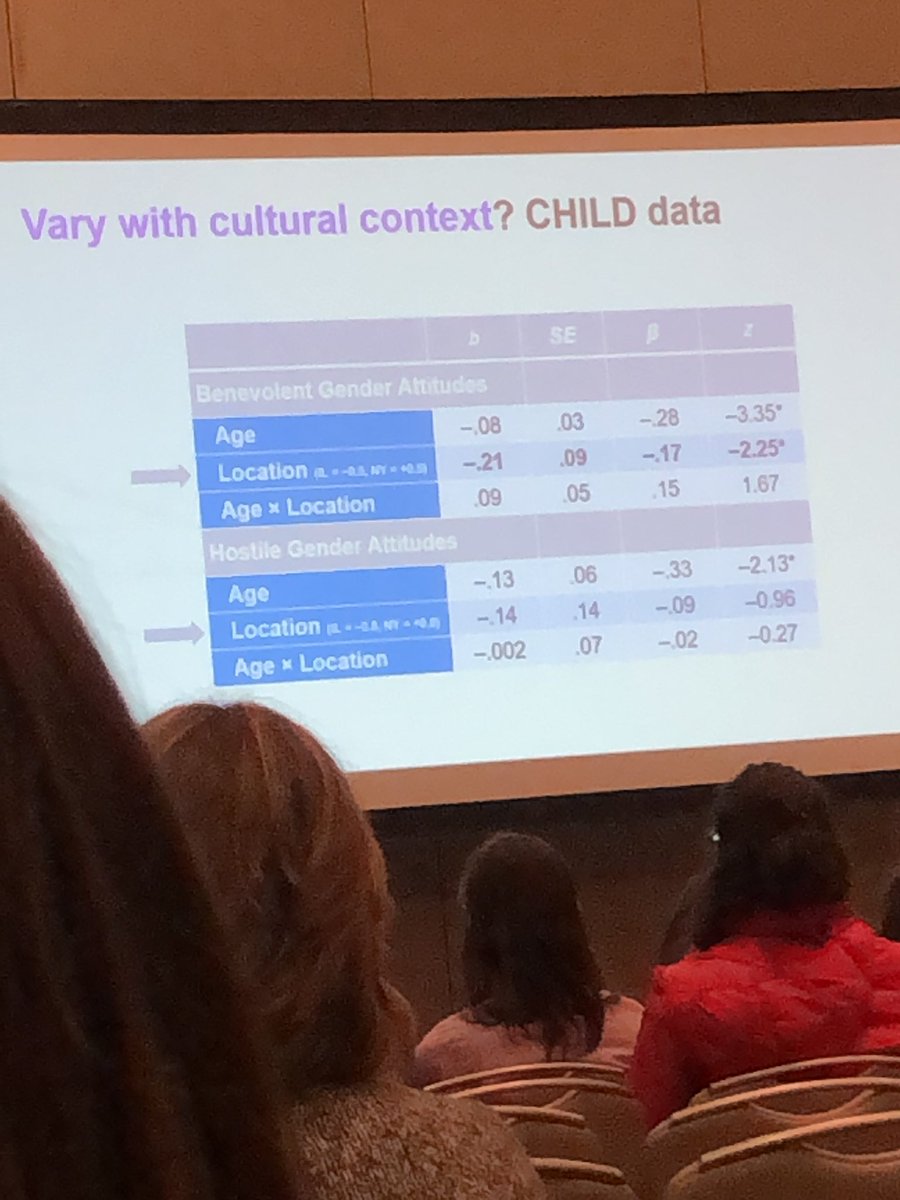 Vary with cultural context? CHILD data
b SE β z
Benevolent Gender Attitudes
Age –.08 .03 –.28 –3.35*
Location (IL = –0.5, NY = +0.5) –.21 .09 –.17 –2.25*
Age × Location .09 .05 .15 1.67
Hostile Gender Attitudes
Age –.13 .06 –.33 –2.13*
Location (IL = –0.5, NY = +0.5) –.14 .14 –.09 –0.96
Age × Location –.002 .07 –.02 –0.27